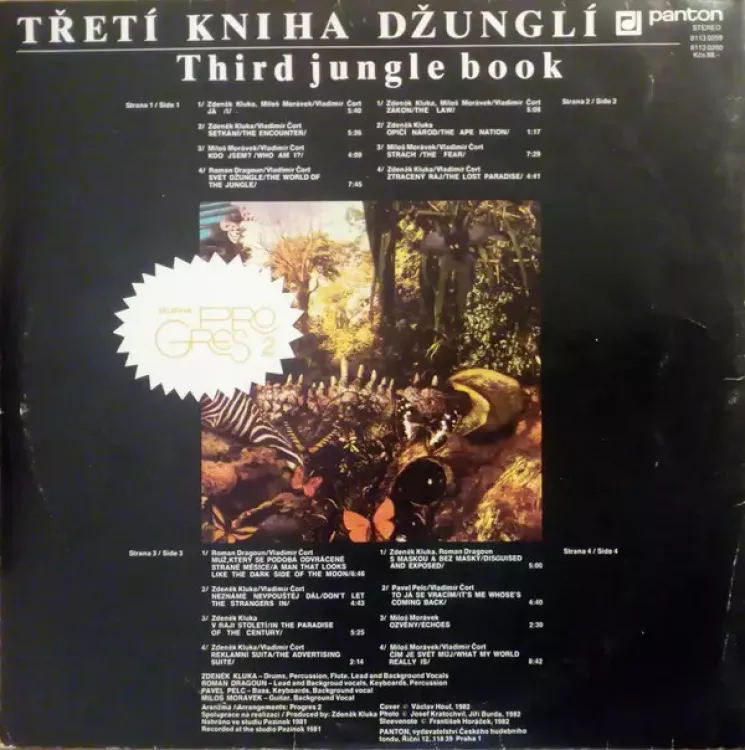 TŘETÍ KNIHA DŽUNGLÍ
panton
STEREO
8113 0259
8113 0260
Kčs 88,-
Third jungle book
Strana 1 / Side 1
1/ Zdeněk Kluka, Miloš Morávek/Vladimír Čort
JÁ /I/ 5:40
2/ Zdeněk Kluka/Vladimír Čort
SETKÁNÍ/THE ENCOUNTER/ 5:26
3/ Miloš Morávek/Vladimír Čort
KDO JSEM? /WHO AM I?/ 4:09
4/ Roman Dragoun/Vladimír Čort
SVĚT DŽUNGLE/THE WORLD OF
THE JUNGLE/ 7:45
Strana 2 / Side 2
1/ Zdeněk Kluka, Miloš Morávek/Vladimír Čort
ZÁKON/THE LAW/ 5:08
2/ Zdeněk Kluka
OPIČÍ NÁROD/THE APE NATION/ 1:17
3/ Miloš Morávek/Vladimír Čort
STRACH /THE FEAR/ 7:29
4/ Zdeněk Kluka/Vladimír Čort
ZTRACENÝ RÁJ/THE LOST PARADISE/ 4:41
PRO
GRES
2
Strana 3 / Side 3
1/ Roman Dragoun/Vladimír Čort
MUŽ,KTERÝ SE PODOBÁ ODVRÁCENÉ
STRANĚ MĚSÍCE/A MAN THAT LOOKS
LIKE THE DARK SIDE OF THE MOON/6:46
2/ Zdeněk Kluka/Vladimír Čort
NEZNÁMÉ NEVPOUŠTĚJ DÁL/DON'T LET
THE STRANGERS IN/ 4:43
3/ Zdeněk Kluka
V RÁJI STOLETÍ/IN THE PARADISE
OF THE CENTURY/ 5:25
4/ Zdeněk Kluka/Vladimír Čort
REKLAMNÍ SUITA/THE ADVERTISING
SUITE/ 2:14
Strana 4 / Side 4
1/ Zdeněk Kluka, Roman Dragoun
S MASKOU A BEZ MASKY/DISGUISED
AND EXPOSED/ 5:00
2/ Pavel Pelc/Vladimír Čort
TO JÁ SE VRACÍM/IT'S ME WHOSE'S
COMING BACK/ 4:40
3/ Miloš Morávek
OZVĚNY/ECHOES 2:30
4/ Miloš Morávek/Vladimír Čort
ČÍM JE SVĚT MŮJ/WHAT MY WORLD
REALLY IS/ 8:42
ZDENĚK KLUKA – Drums, Percussion, Flute, Lead and Background Vocals
ROMAN DRAGOUN – Lead and Backgroud vocals, Keyboards, Percussion
PAVEL PELC – Bass, Keyboards, Background vocal
MILOŠ MORÁVEK – Guitar, Background Vocal
Aranžmá /Arrangements: Progres 2
Spolupráce na realizaci / Produced by: Zdeněk Kluka
Nahráno ve studiu Pezinok 1981
Recorded at the studio Pezinok 1981
Cover © Václav Houf, 1982
Photo © Josef Kratochvíl, Jiří Burda, 1982
Sleevenote © František Horáček, 1982
PANTON, vydavatelství Českého hudebního
fondu, Říční 12, 118 39 Praha 1